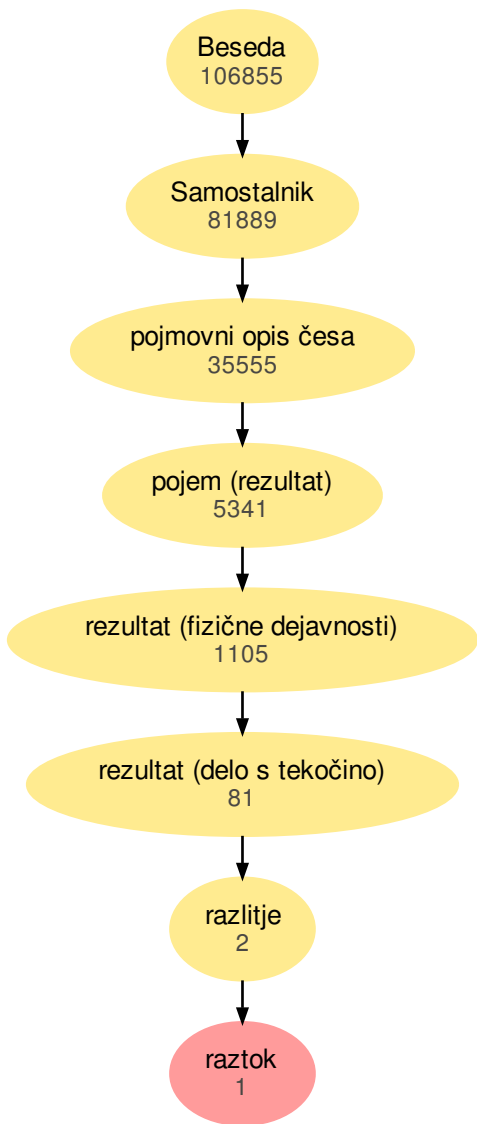 Beseda
106855
Samostalnik
81889
pojmovni opis česa
35555
pojem (rezultat)
5341
rezultat (fizične dejavnosti)
1105
rezultat (delo s tekočino)
81
razlitje
2
raztok
1